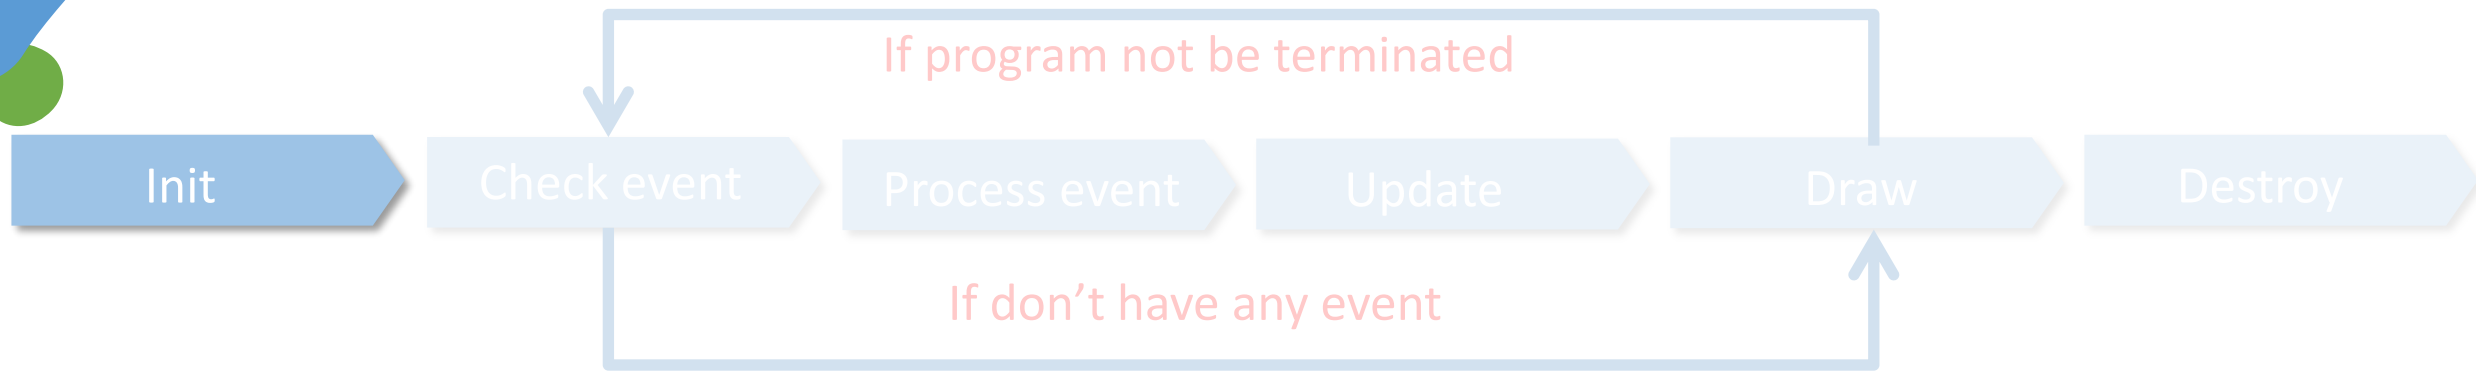 If program not be terminated
Init
Check event
Process event
Update
Draw
Destroy
If don’t have any event